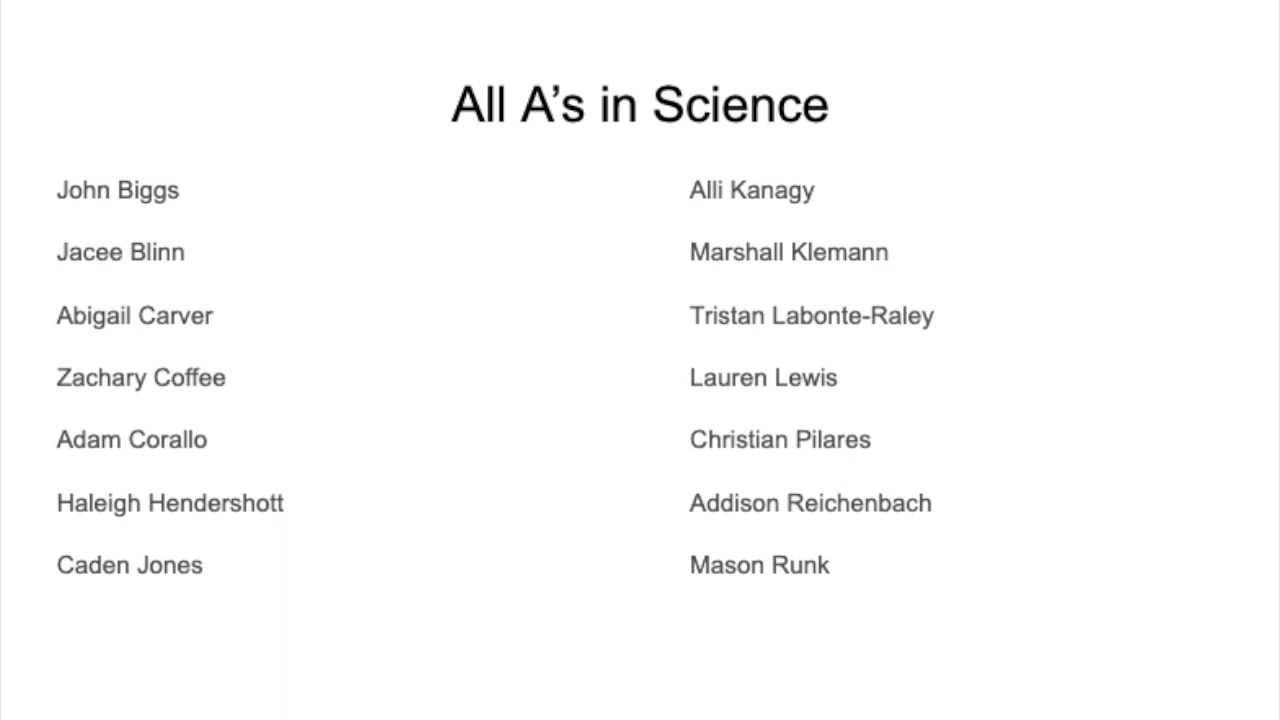 All A’s in Science
John Biggs
Jacee Blinn
Abigail Carver
Zachary Coffee
Adam Corallo
Haleigh Hendershott
Caden Jones
Alli Kanagy
Marshall Klemann
Tristan Labonte-Raley
Lauren Lewis
Christian Pilares
Addison Reichenbach
Mason Runk